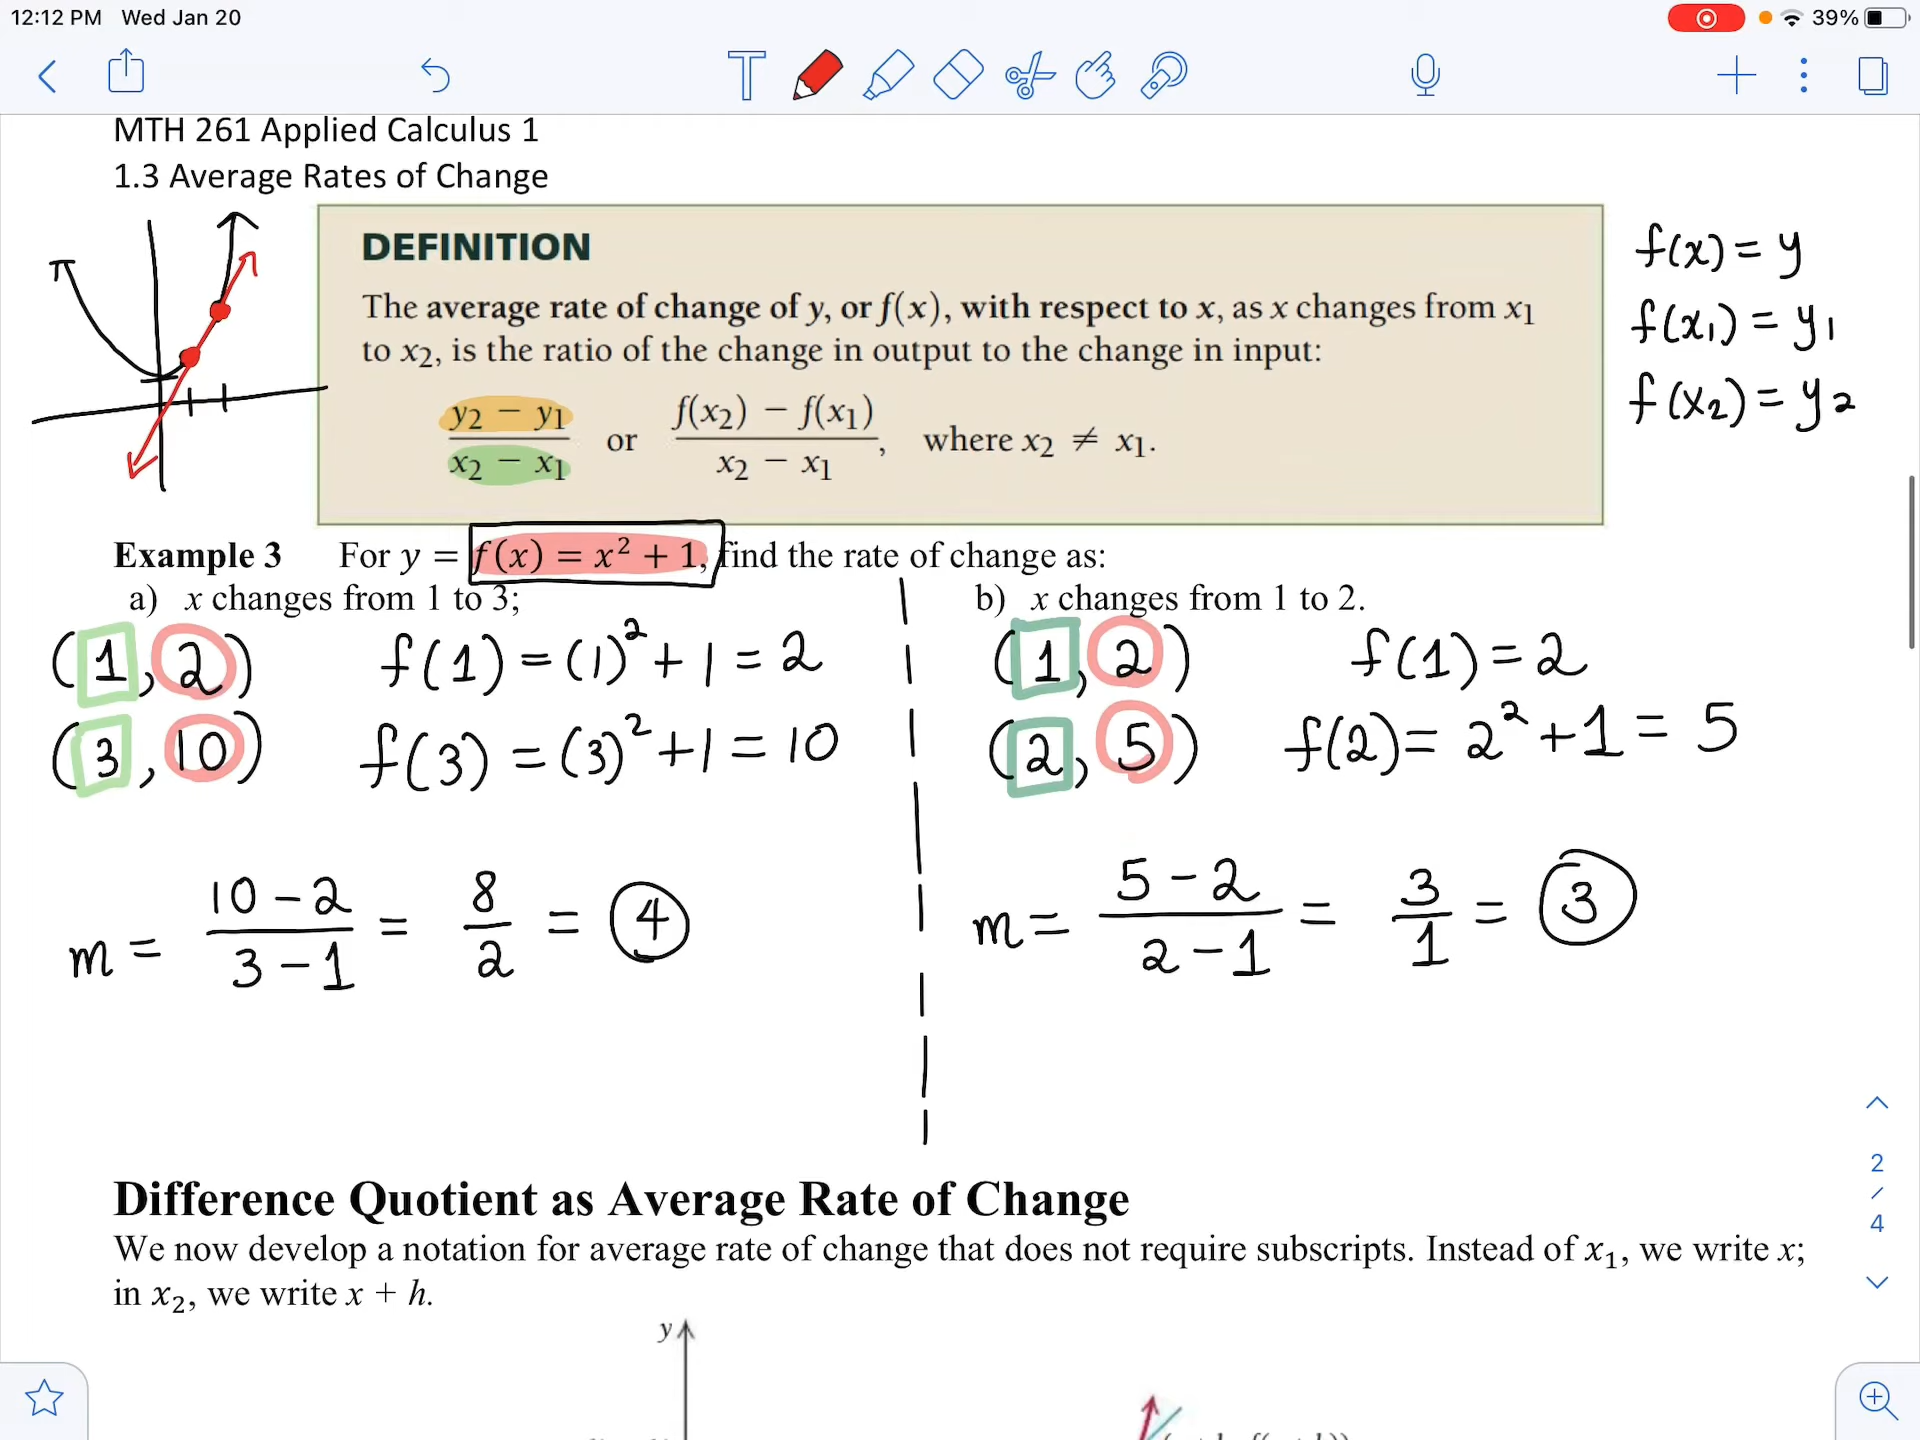 12:12 PM Wed Jan 20
39%
MTH 261 Applied Calculus 1
1.3 Average Rates of Change
DEFINITION
The average rate of change of y, or f(x), with respect to x, as x changes from x₁
to x₂, is the ratio of the change in output to the change in input:
(y₂ − y₁)/(x₂ − x₁) or (f(x₂) − f(x₁))/(x₂ − x₁), where x₂ ≠ x₁.
f(x) = y
f(x₁) = y₁
f(x₂) = y₂
Example 3 For y = f(x) = x² + 1, find the rate of change as:
a) x changes from 1 to 3;
(1, 2) f(1) = (1)² + 1 = 2
(3, 10) f(3) = (3)² + 1 = 10
m = (10 − 2)/(3 − 1) = 8/2 = 4
b) x changes from 1 to 2.
(1, 2) f(1) = 2
(2, 5) f(2) = 2² + 1 = 5
m = (5 − 2)/(2 − 1) = 3/1 = 3
Difference Quotient as Average Rate of Change
We now develop a notation for average rate of change that does not require subscripts. Instead of x₁, we write x;
in x₂, we write x + h.
y
2
/
4